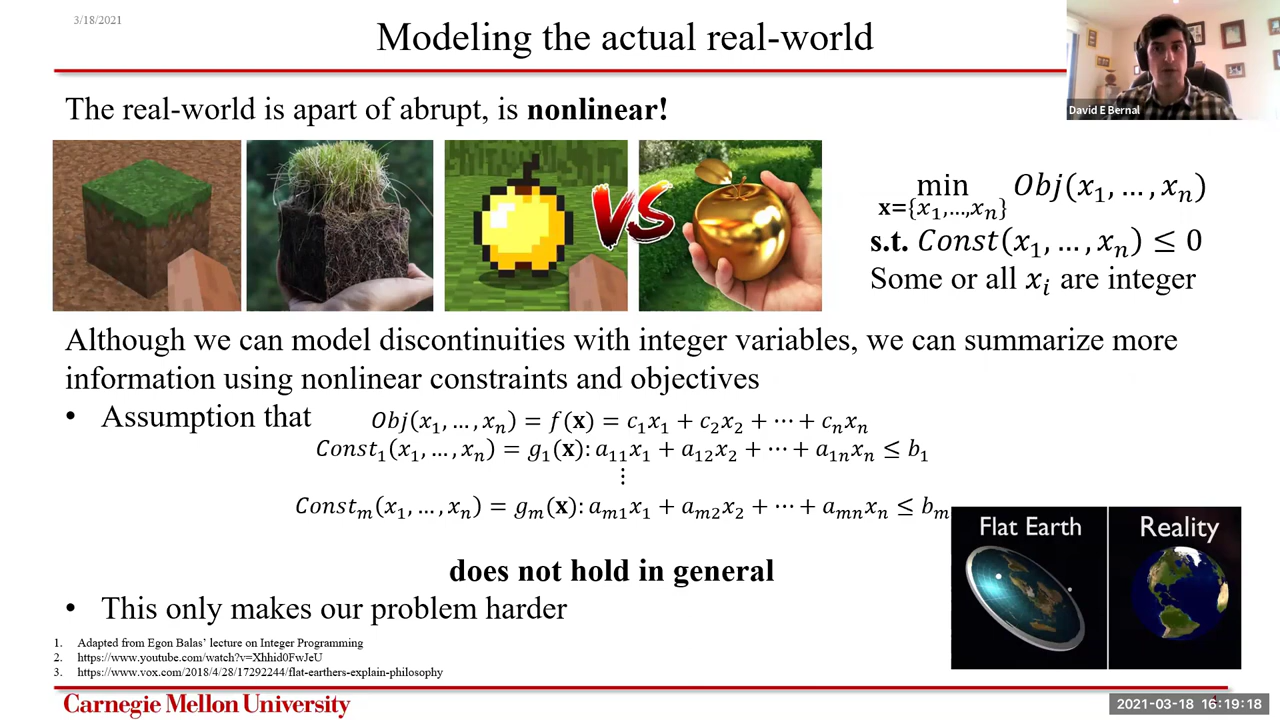 3/18/2021
Modeling the actual real-world
David E Bernal
The real-world is apart of abrupt, is nonlinear!
VS
min Obj(x₁, …, xₙ)
x={x₁,…,xₙ}
s.t. Const(x₁, …, xₙ) ≤ 0
Some or all xᵢ are integer
Although we can model discontinuities with integer variables, we can summarize more
information using nonlinear constraints and objectives
• Assumption that Obj(x₁, …, xₙ) = f(x) = c₁x₁ + c₂x₂ + ⋯ + cₙxₙ
Const₁(x₁, …, xₙ) = g₁(x): a₁₁x₁ + a₁₂x₂ + ⋯ + a₁ₙxₙ ≤ b₁
⋮
Constₘ(x₁, …, xₙ) = gₘ(x): aₘ₁x₁ + aₘ₂x₂ + ⋯ + aₘₙxₙ ≤ bₘ
Flat Earth
Reality
does not hold in general
• This only makes our problem harder
1. Adapted from Egon Balas' lecture on Integer Programming
2. https://www.youtube.com/watch?v=Xhhid0FwJeU
3. https://www.vox.com/2018/4/28/17292244/flat-earthers-explain-philosophy
Carnegie Mellon University
2021-03-18 16:19:18